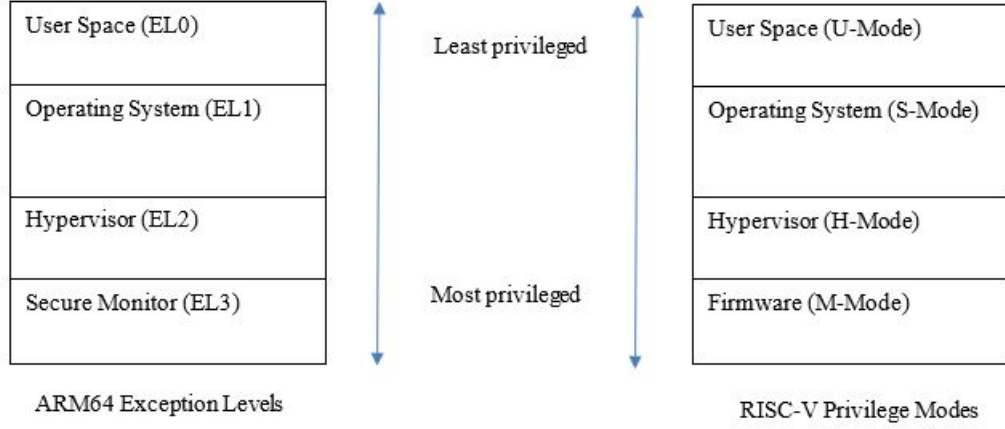 User Space (EL0)
Operating System (EL1)
Hypervisor (EL2)
Secure Monitor (EL3)
ARM64 Exception Levels
Least privileged
Most privileged
User Space (U-Mode)
Operating System (S-Mode)
Hypervisor (H-Mode)
Firmware (M-Mode)
RISC-V Privilege Modes